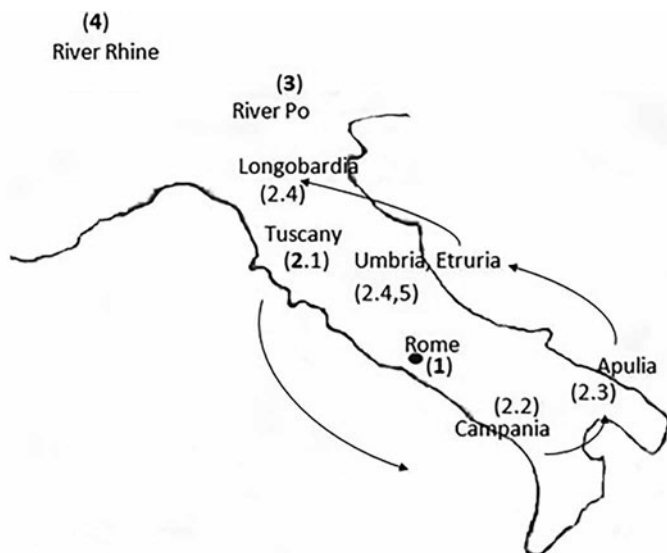 (4)
River Rhine
(3)
River Po
Longobardia
(2.4)
Tuscany
(2.1)
Umbria, Etruria
(2.4,5)
Rome
(1)
Apulia
(2.3)
(2.2)
Campania